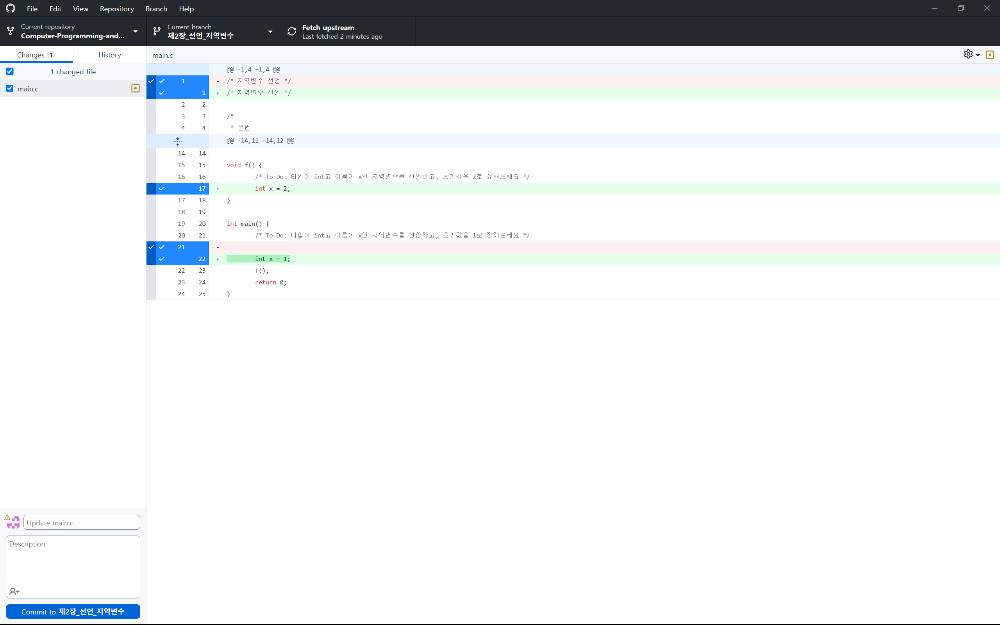 File Edit View Repository Branch Help
Current repository
Computer-Programming-and...
Current branch
제2장_선언_지역변수
Fetch upstream
Last fetched 2 minutes ago
Changes 1 History
1 changed file
main.c
main.c
@@ -1,4 +1,4 @@
1 - /* 지역변수 선언 */
1 + /* 지역변수 선언 */
2 2
3 3 /*
4 4 * 문법
@@ -14,11 +14,12 @@
14 14
15 15 void f() {
16 16 /* To Do: 타입이 int고 이름이 x인 지역변수를 선언하고, 초기값을 2로 정해보세요 */
17 + int x = 2;
17 18 }
18 19
19 20 int main() {
20 21 /* To Do: 타입이 int고 이름이 x인 지역변수를 선언하고, 초기값을 1로 정해보세요 */
21 -
22 + int x = 1;
22 23 f();
23 24 return 0;
24 25 }
Update main.c
Description
Commit to 제2장_선언_지역변수